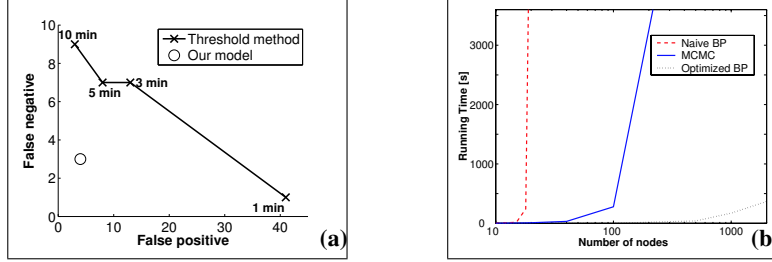 10
8
6
4
2
0
0
10
20
30
40
False negative
False positive
10 min
5 min
3 min
1 min
Threshold method
Our model
(a)
3000
2000
1000
0
10
100
1000
Running Time [s]
Number of nodes
Naive BP
MCMC
Optimized BP
(b